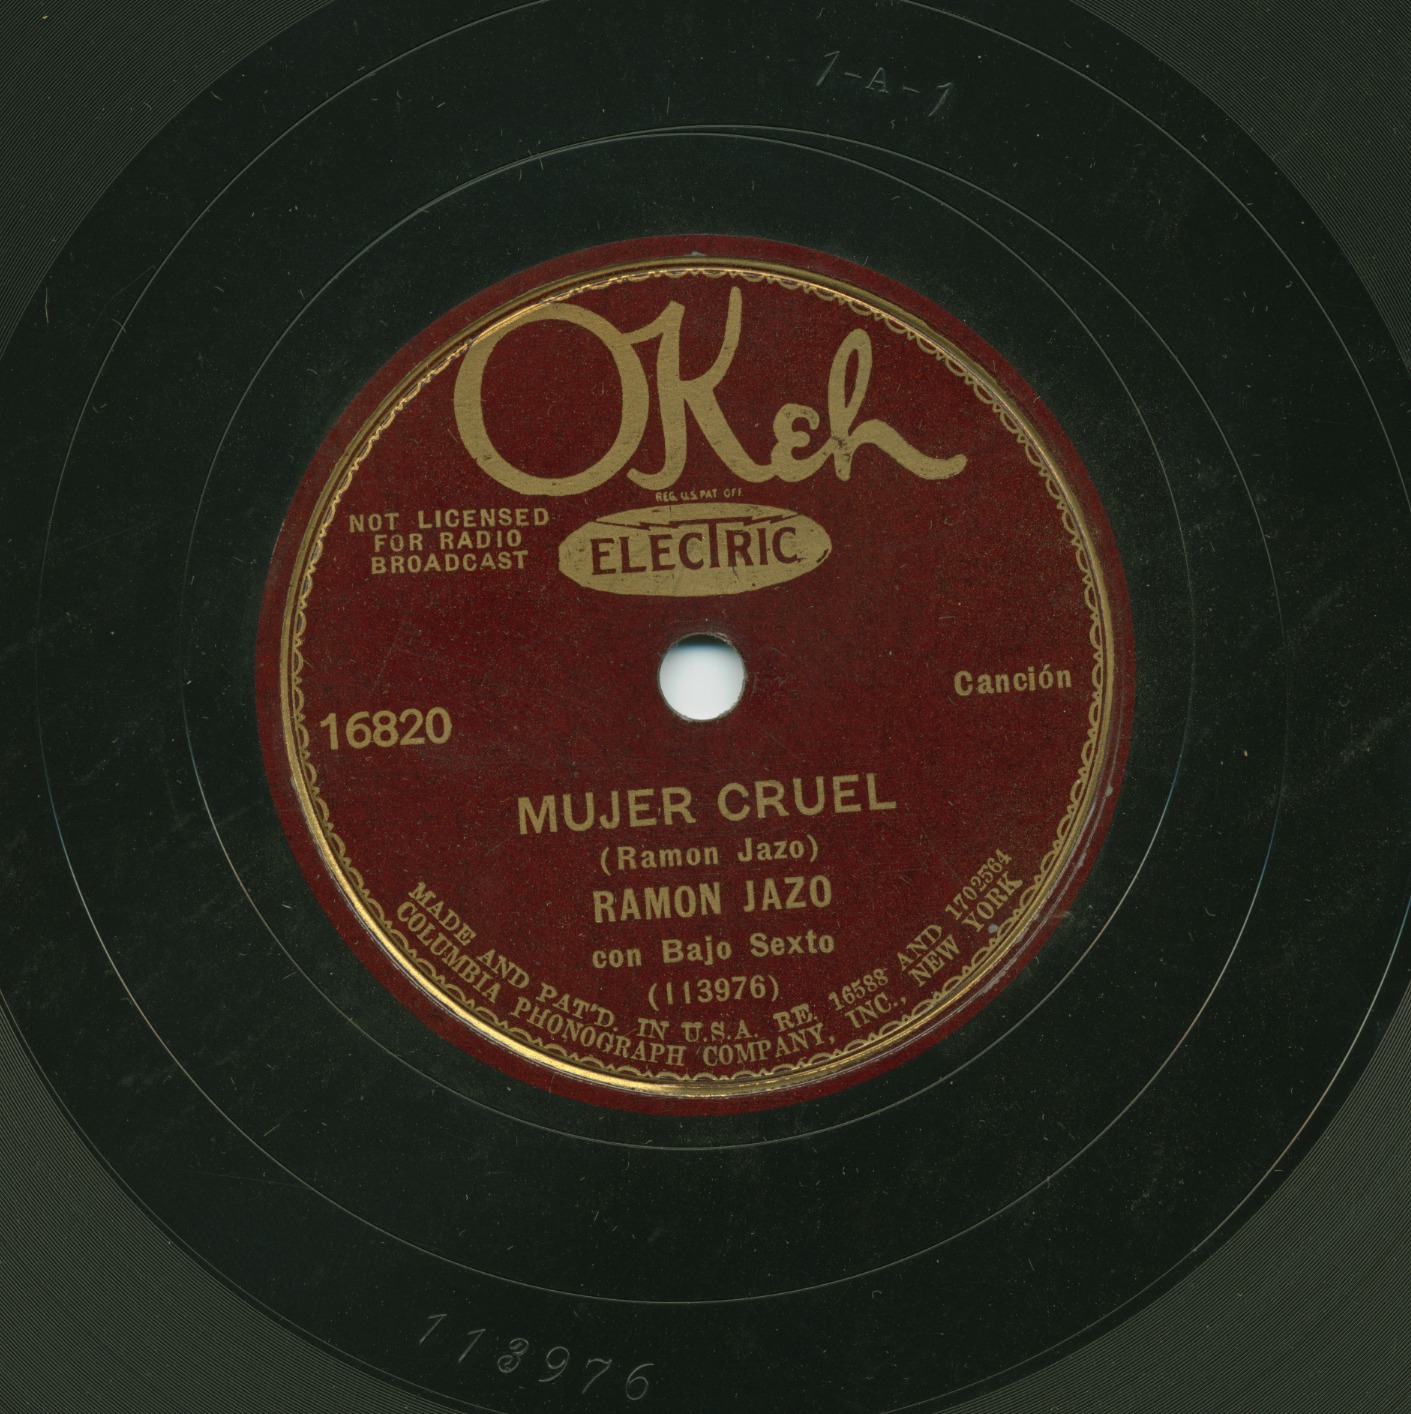 1-A-1
OKeh
REG. U.S. PAT. OFF.
NOT LICENSED
FOR RADIO
BROADCAST
ELECTRIC
Canción
16820
MUJER CRUEL
(Ramon Jazo)
RAMON JAZO
con Bajo Sexto
(113976)
MADE AND PAT'D. IN U.S.A. RE. 16588 AND 1702564
COLUMBIA PHONOGRAPH COMPANY, INC., NEW YORK
113976